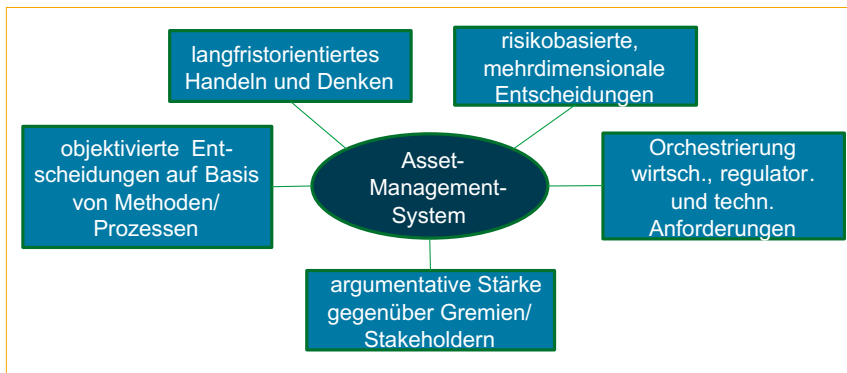 langfristorientiertes
Handeln und Denken
risikobasierte,
mehrdimensionale
Entscheidungen
objektivierte Ent-
scheidungen auf Basis
von Methoden/
Prozessen
Asset-
Management-
System
Orchestrierung
wirtsch., regulator.
und techn.
Anforderungen
argumentative Stärke
gegenüber Gremien/
Stakeholdern